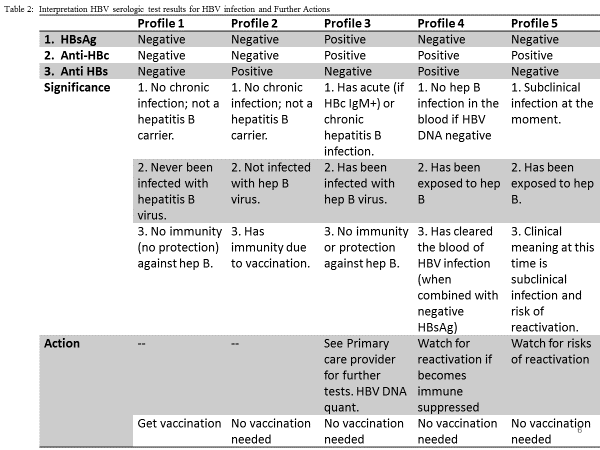 Table 2: Interpretation HBV serologic test results for HBV infection and Further Actions
Profile 1 Profile 2 Profile 3 Profile 4 Profile 5
1. HBsAg Negative Negative Positive Negative Negative
2. Anti-HBc Negative Negative Positive Positive Positive
3. Anti HBs Negative Positive Negative Positive Negative
Significance 1. No chronic 1. No chronic 1. Has acute (if 1. No hep B 1. Subclinical
infection; not a infection; not a HBc IgM+) or infection in the infection at the
hepatitis B hepatitis B chronic blood if HBV moment.
carrier. carrier. hepatitis B DNA negative
infection.
2. Never been 2. Not infected 2. Has been 2. Has been 2. Has been
infected with with hep B infected with exposed to hep exposed to hep
hepatitis B virus. hep B virus. B B.
virus.
3. No immunity 3. Has 3. No immunity 3. Has cleared 3. Clinical
(no protection) immunity due or protection the blood of meaning at this
against hep B. to vaccination. against hep B. HBV infection time is
(when subclinical
combined with infection and
negative risk of
HBsAg) reactivation.
Action -- -- See Primary Watch for Watch for risks
care provider reactivation if of reactivation
for further becomes
tests. HBV DNA immune
quant. suppressed
Get vaccination No vaccination No vaccination No vaccination No vaccination
needed needed needed needed
6